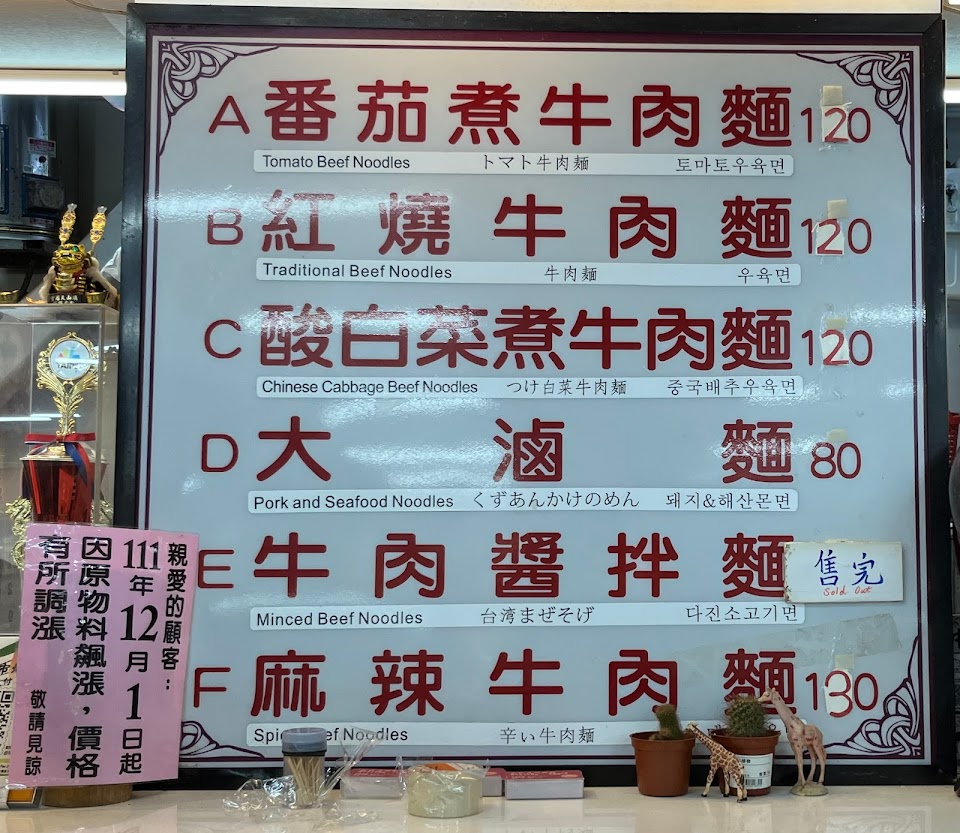 A 番茄煮牛肉麵 120
Tomato Beef Noodles トマト牛肉麺 토마토우육면
B 紅燒牛肉麵 120
Traditional Beef Noodles 牛肉麺 우육면
C 酸白菜煮牛肉麵 120
Chinese Cabbage Beef Noodles つけ白菜牛肉麺 중국배추우육면
D 大滷麵 80
Pork and Seafood Noodles くずあんかけのめん 돼지&해산몬면
E 牛肉醬拌麵
售完
Sold Out
Minced Beef Noodles 台湾まぜそげ 다진소고기면
F 麻辣牛肉麵 130
Beef Noodles 辛い牛肉麺
親愛的顧客：
111年12月1日起
因原物料飆漲，價格
有所調漲
敬請見諒